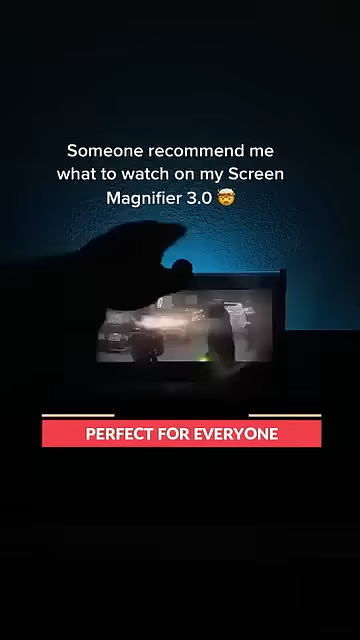 Someone recommend me
what to watch on my Screen
Magnifier 3.0 🤯
PERFECT FOR EVERYONE